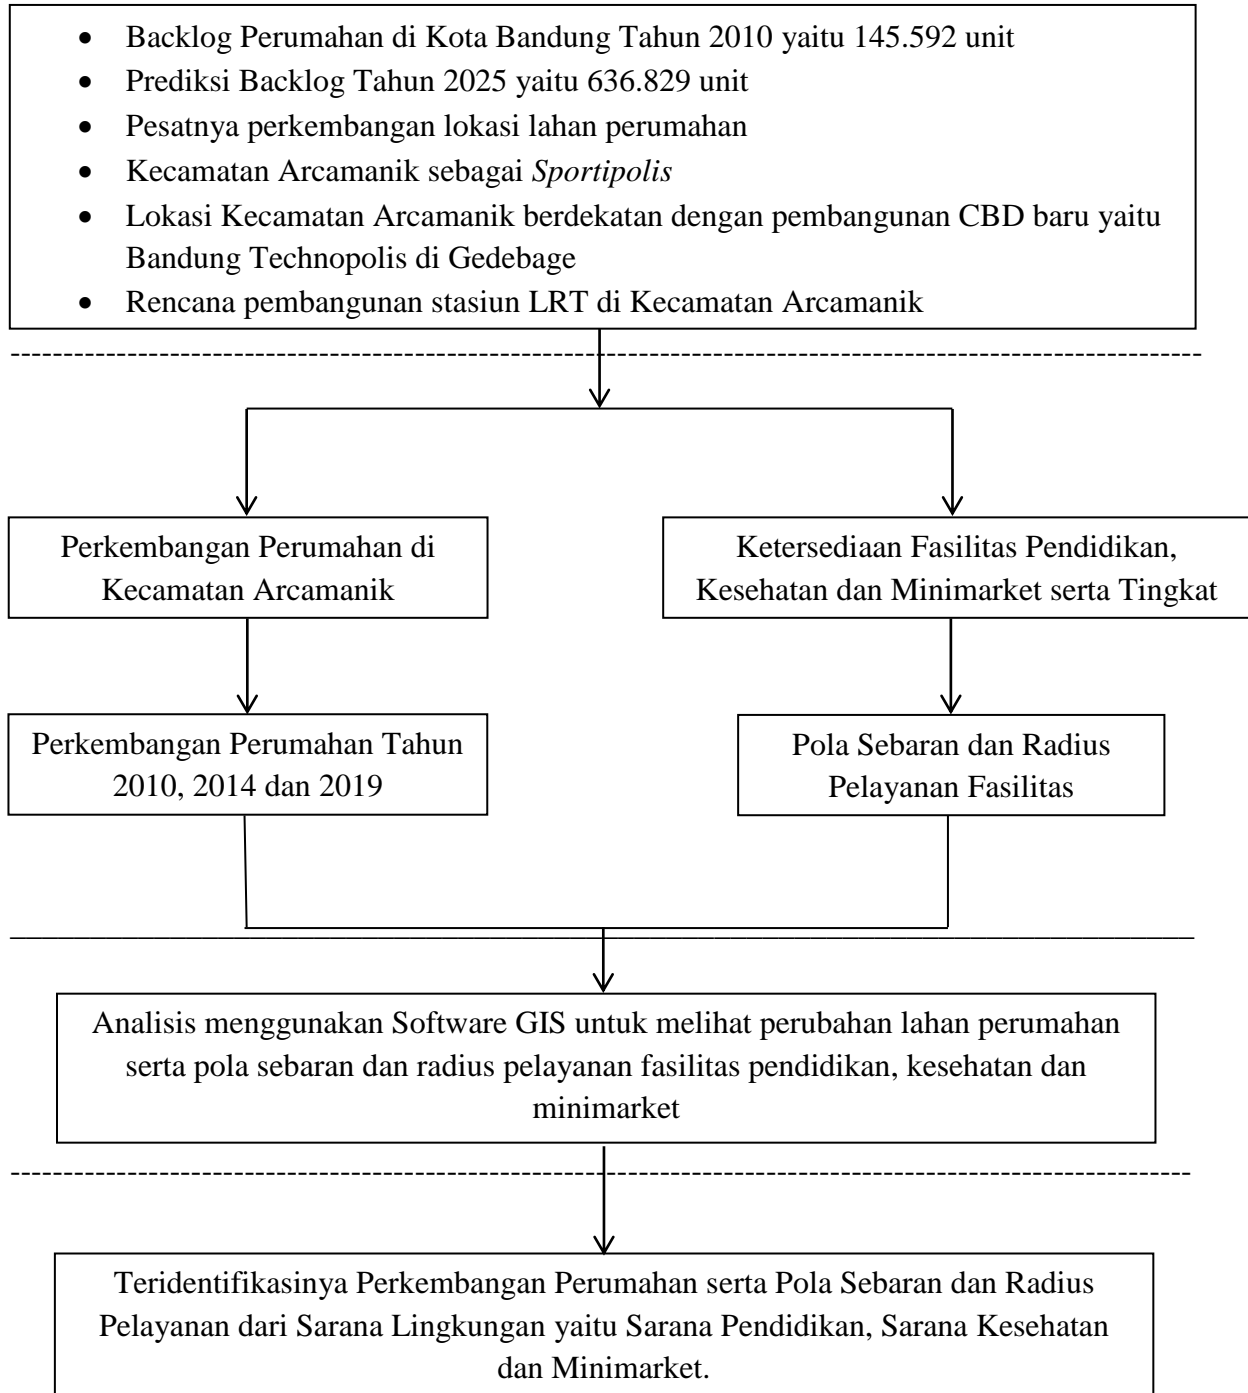 • Backlog Perumahan di Kota Bandung Tahun 2010 yaitu 145.592 unit
• Prediksi Backlog Tahun 2025 yaitu 636.829 unit
• Pesatnya perkembangan lokasi lahan perumahan
• Kecamatan Arcamanik sebagai Sportipolis
• Lokasi Kecamatan Arcamanik berdekatan dengan pembangunan CBD baru yaitu
Bandung Technopolis di Gedebage
• Rencana pembangunan stasiun LRT di Kecamatan Arcamanik
Perkembangan Perumahan di
Kecamatan Arcamanik
Ketersediaan Fasilitas Pendidikan,
Kesehatan dan Minimarket serta Tingkat
Perkembangan Perumahan Tahun
2010, 2014 dan 2019
Pola Sebaran dan Radius
Pelayanan Fasilitas
Analisis menggunakan Software GIS untuk melihat perubahan lahan perumahan
serta pola sebaran dan radius pelayanan fasilitas pendidikan, kesehatan dan
minimarket
Teridentifikasinya Perkembangan Perumahan serta Pola Sebaran dan Radius
Pelayanan dari Sarana Lingkungan yaitu Sarana Pendidikan, Sarana Kesehatan
dan Minimarket.